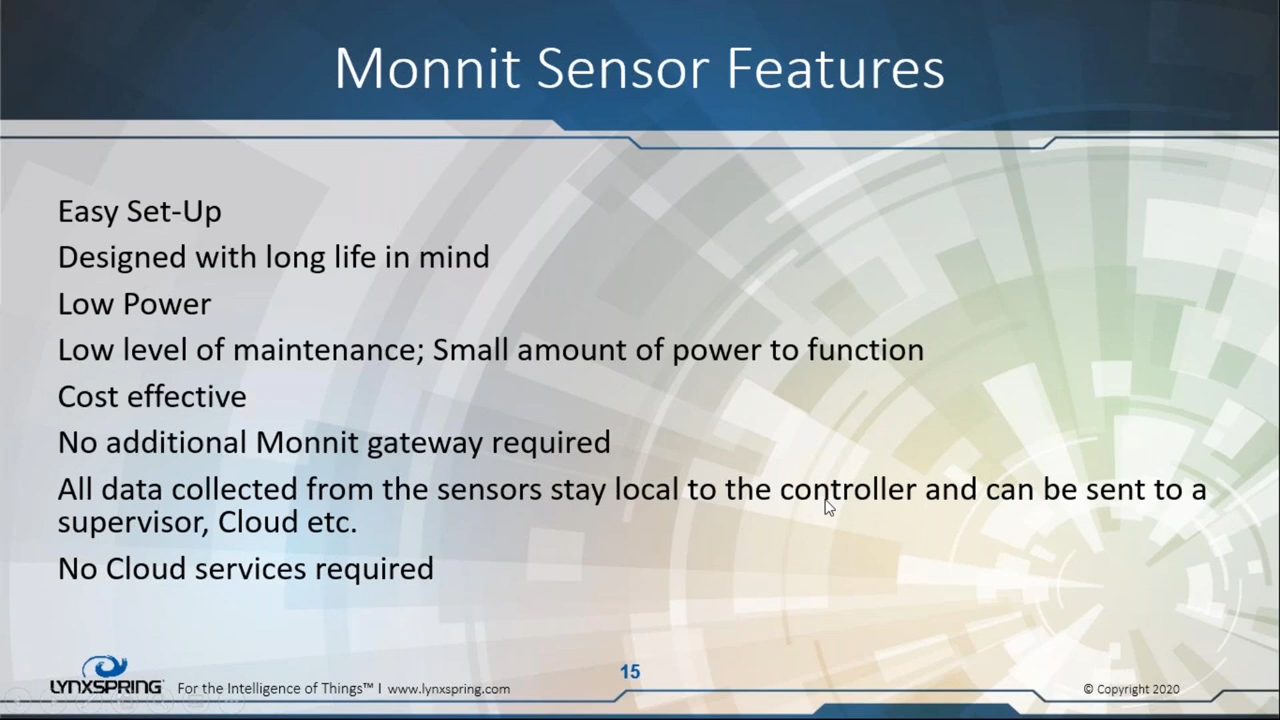 Monnit Sensor Features
Easy Set-Up
Designed with long life in mind
Low Power
Low level of maintenance; Small amount of power to function
Cost effective
No additional Monnit gateway required
All data collected from the sensors stay local to the controller and can be sent to a
supervisor, Cloud etc.
No Cloud services required
15
LYNXSPRING For the Intelligence of Things™ | www.lynxspring.com
© Copyright 2020